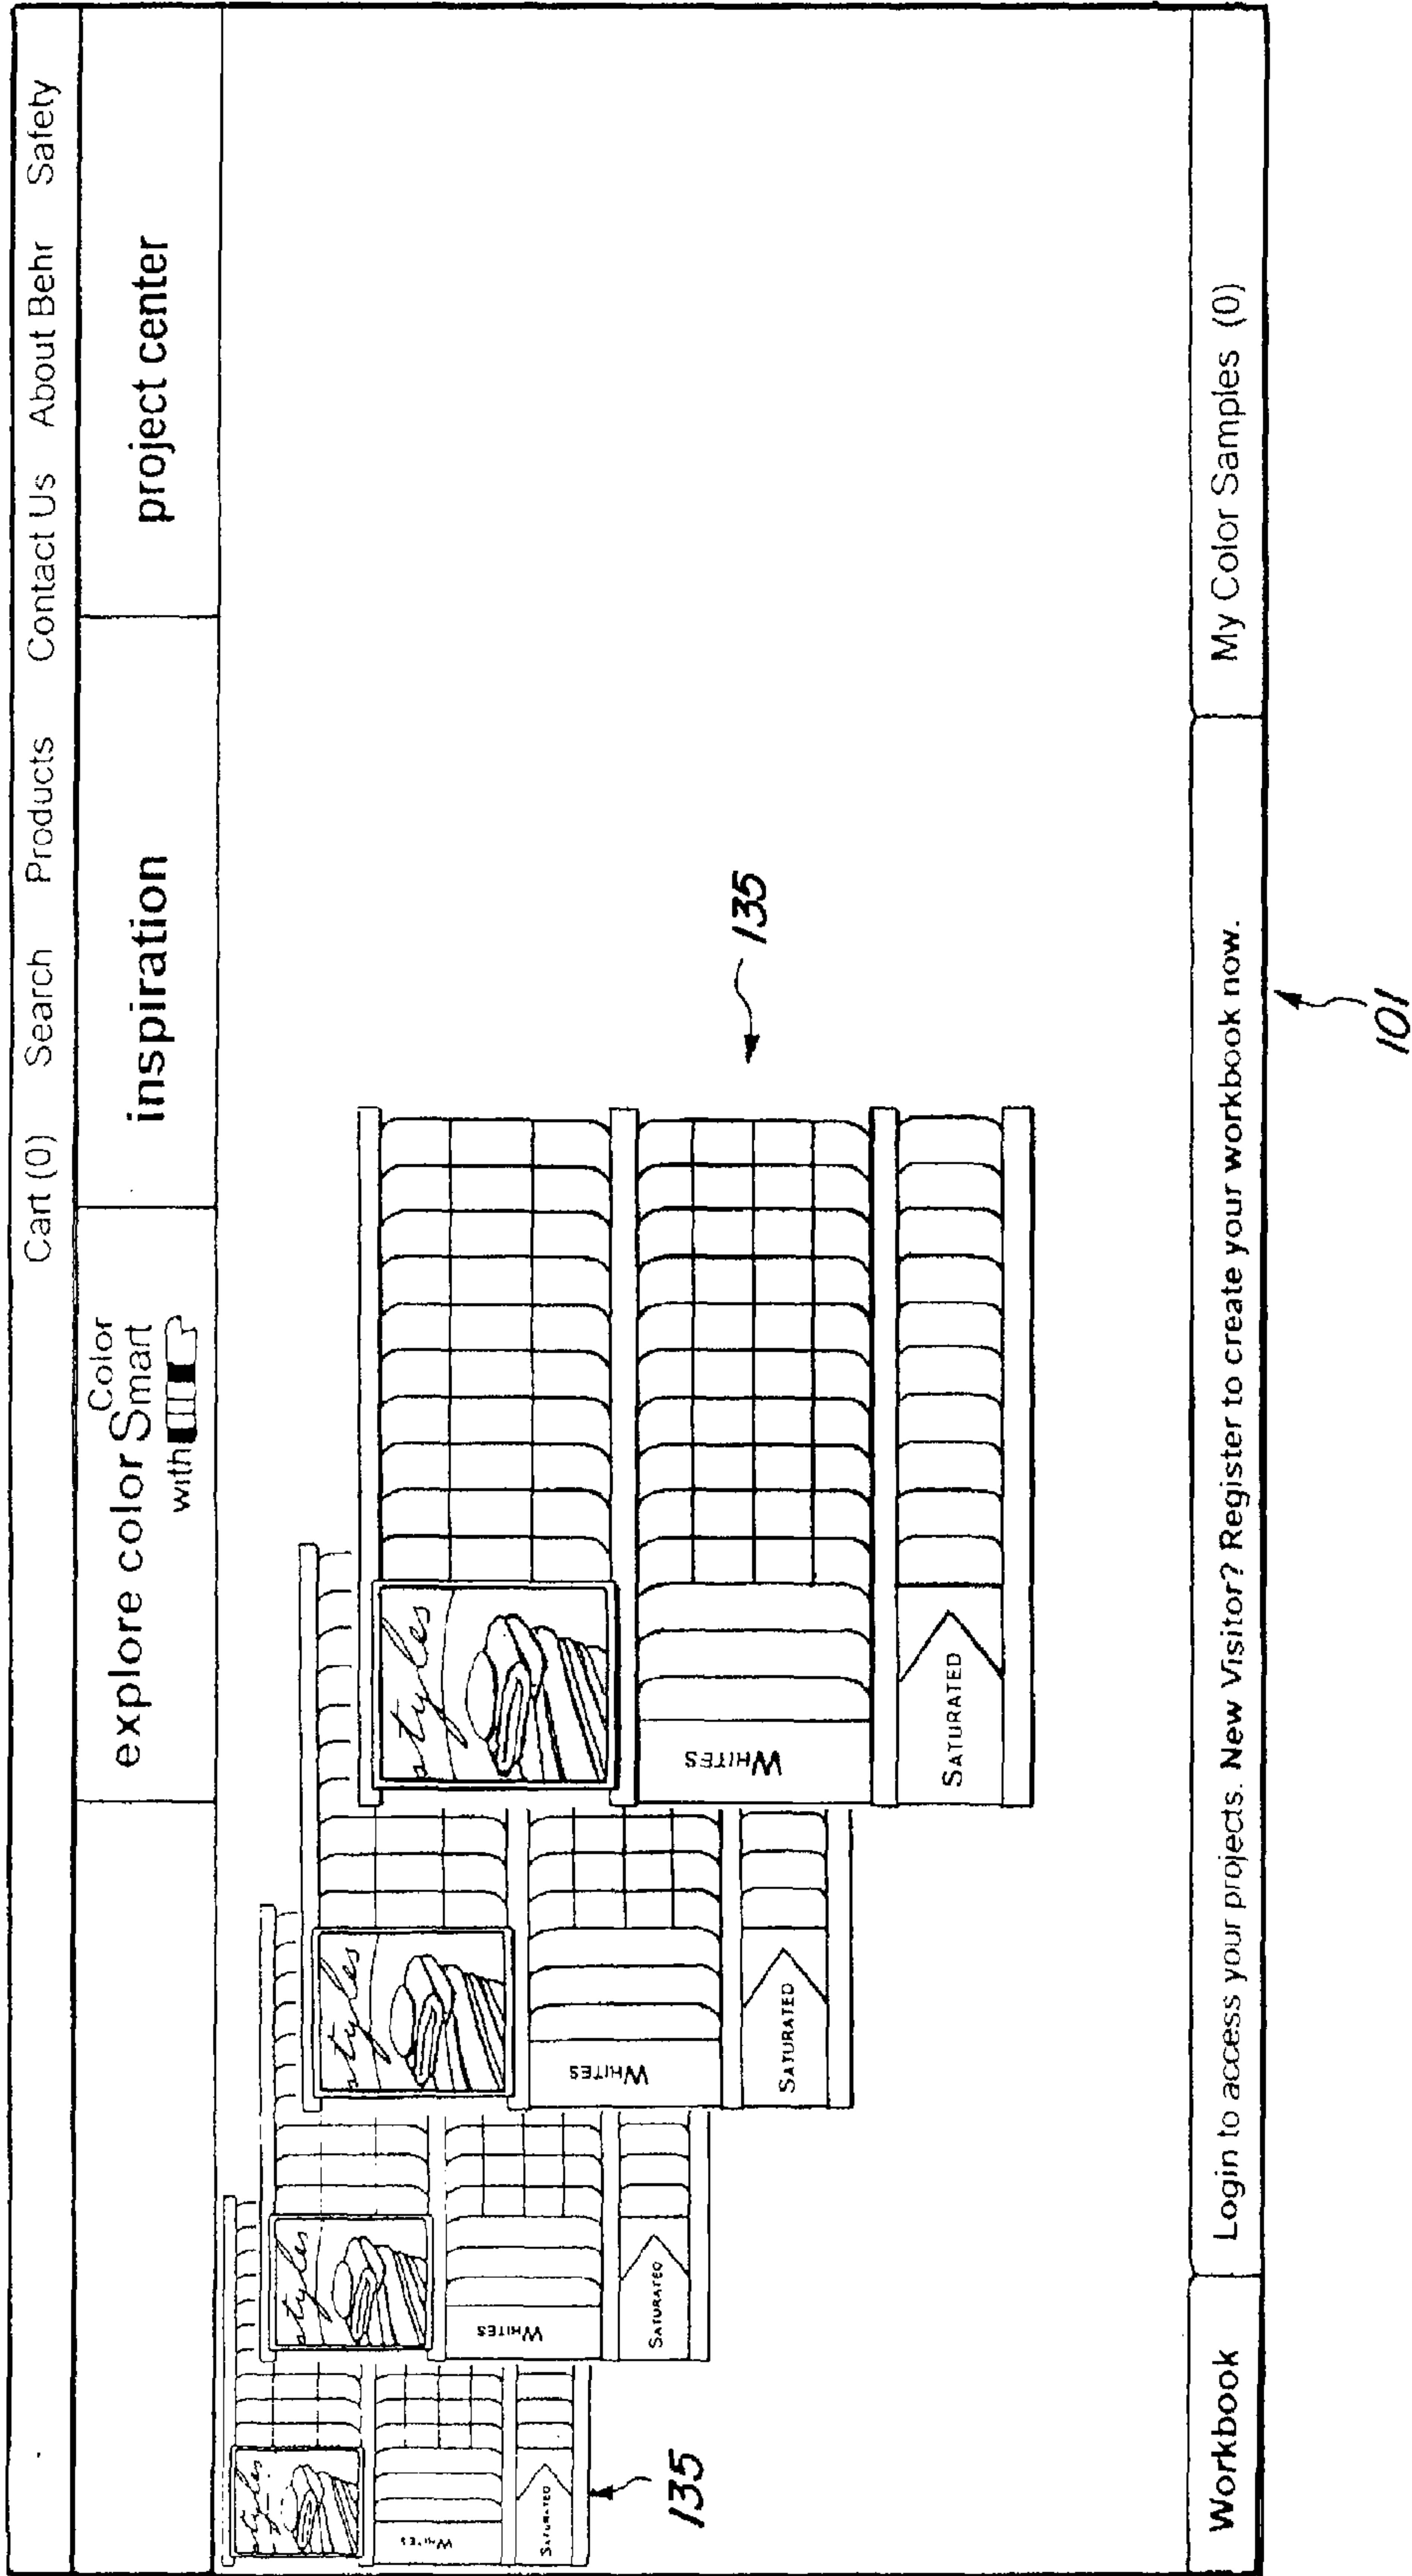 Cart (0) Search Products Contact Us About Behr Safety
explore color Color Smart
with
inspiration
project center
styles
WHITES
SATURATED
styles
WHITES
SATURATED
styles
WHITES
SATURATED
styles
WHITES
SATURATED
135
135
Workbook
Login to access your projects. New Visitor? Register to create your workbook now.
My Color Samples (0)
101